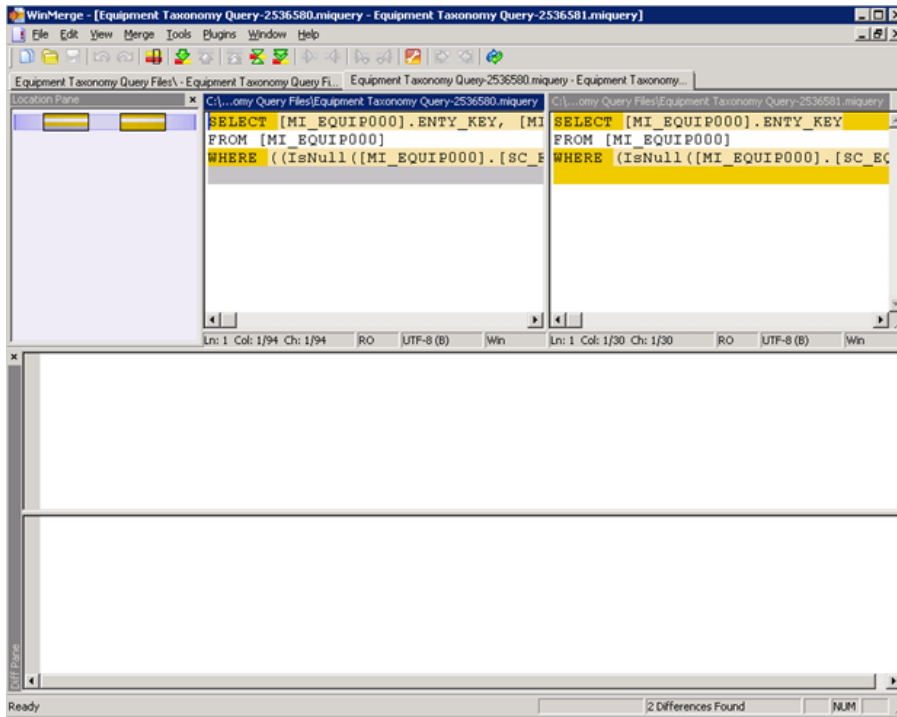 WinMerge - [Equipment Taxonomy Query-2536580.miquery - Equipment Taxonomy Query-2536581.miquery]
File Edit View Merge Tools Plugins Window Help
Equipment Taxonomy Query Files\ - Equipment Taxonomy Query Fi... Equipment Taxonomy Query-2536580.miquery - Equipment Taxonomy...
Location Pane C:\...omy Query Files\Equipment Taxonomy Query-2536580.miquery C:\...omy Query Files\Equipment Taxonomy Query-2536581.miquery
SELECT [MI_EQUIP000].ENTY_KEY, [MI SELECT [MI_EQUIP000].ENTY_KEY
FROM [MI_EQUIP000] FROM [MI_EQUIP000]
WHERE ((IsNull([MI_EQUIP000].[SC_E WHERE (IsNull([MI_EQUIP000].[SC_EQ
Ln: 1 Col: 1/94 Ch: 1/94 RO UTF-8 (B) Win Ln: 1 Col: 1/30 Ch: 1/30 RO UTF-8 (B) Win
Diff Pane
Ready 2 Differences Found NUM